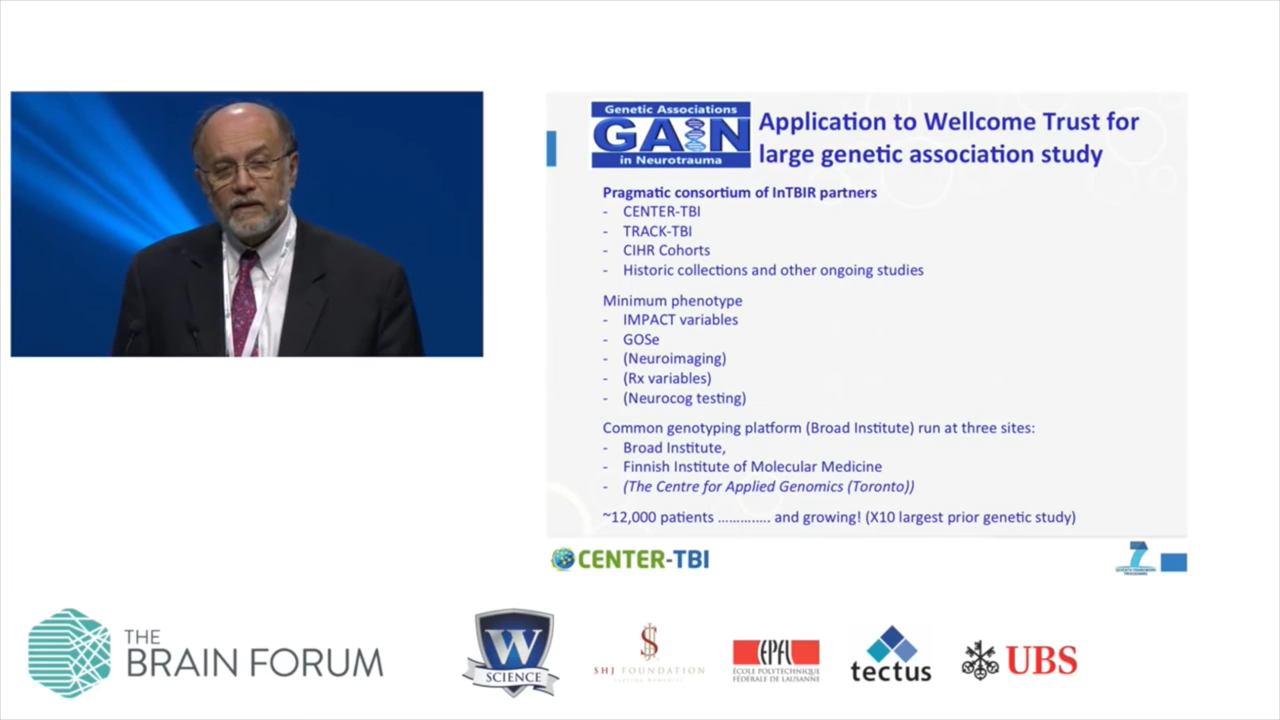 Genetic Associations
GAIN
in Neurotrauma
Application to Wellcome Trust for
large genetic association study
Pragmatic consortium of InTBIR partners
- CENTER-TBI
- TRACK-TBI
- CIHR Cohorts
- Historic collections and other ongoing studies
Minimum phenotype
- IMPACT variables
- GOSe
- (Neuroimaging)
- (Rx variables)
- (Neurocog testing)
Common genotyping platform (Broad Institute) run at three sites:
- Broad Institute,
- Finnish Institute of Molecular Medicine
- (The Centre for Applied Genomics (Toronto))
~12,000 patients ………….. and growing! (X10 largest prior genetic study)
CENTER-TBI
7
SEVENTH FRAMEWORK
PROGRAMME
THE
BRAIN FORUM
W
SCIENCE
SHJ FOUNDATION
EPFL
ÉCOLE POLYTECHNIQUE
FÉDÉRALE DE LAUSANNE
tectus
UBS